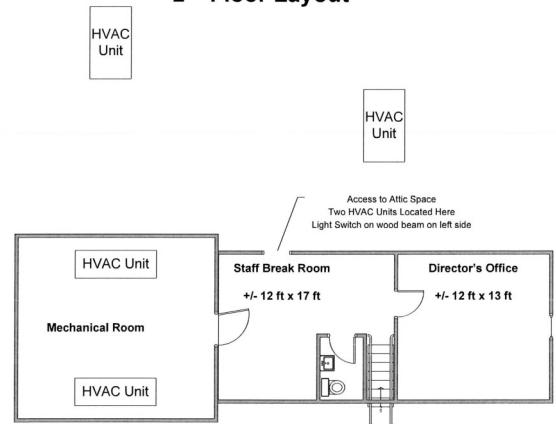 Floor Layout
HVAC
Unit
HVAC
Unit
Access to Attic Space
Two HVAC Units Located Here
Light Switch on wood beam on left side
HVAC Unit
Staff Break Room
Director's Office
+/- 12 ft x 17 ft
+/- 12 ft x 13 ft
Mechanical Room
HVAC Unit